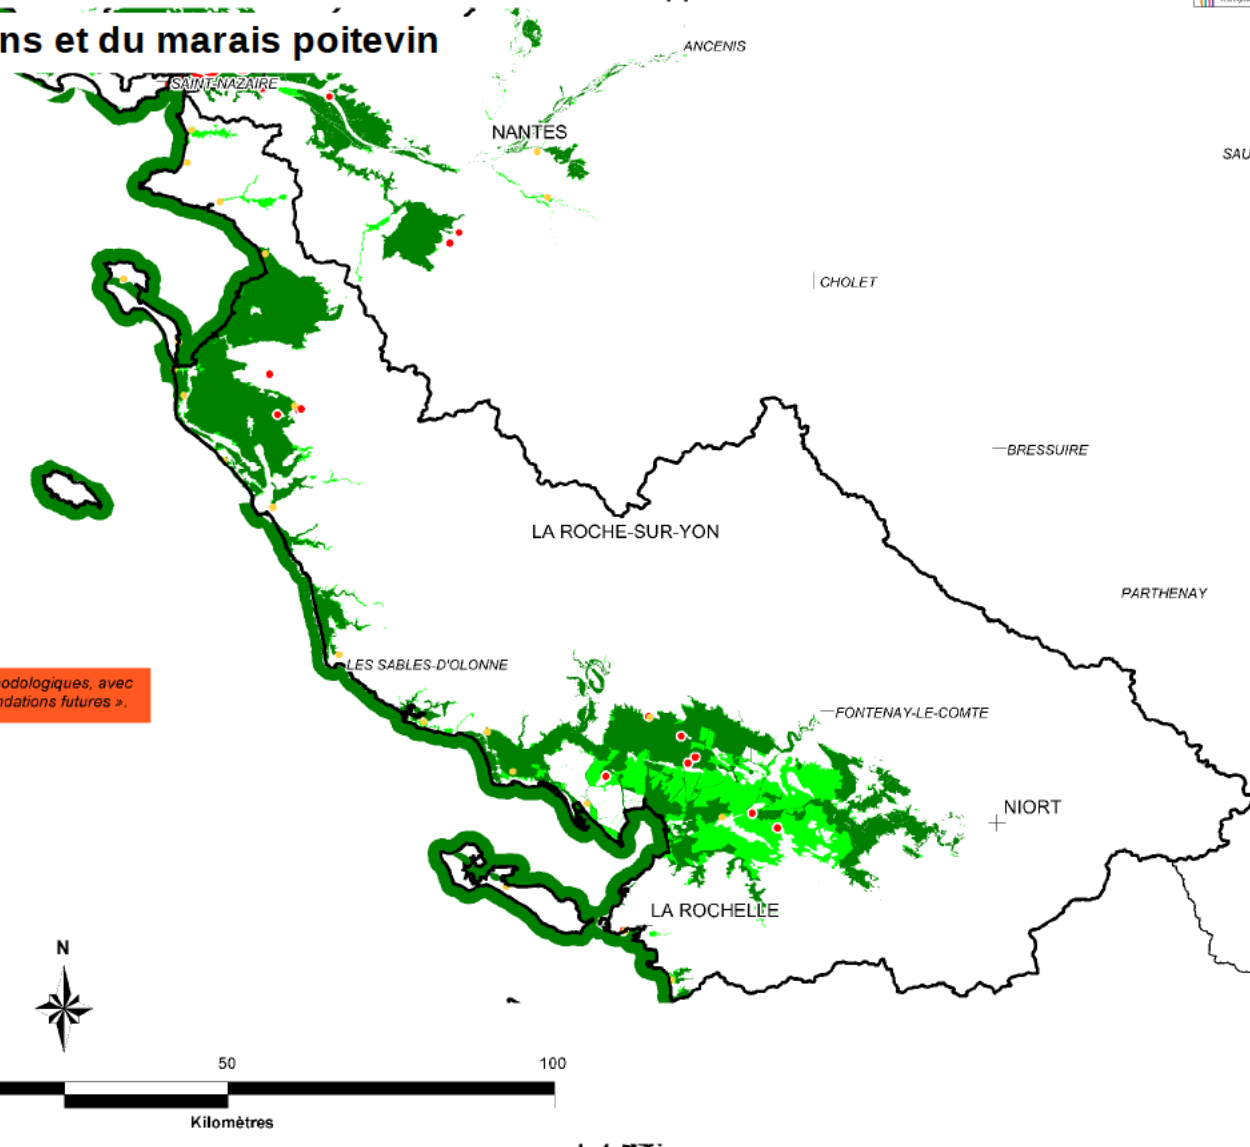 ns et du marais poitevin
ANCENIS
SAINT-NAZAIRE
NANTES
SAU
CHOLET
BRESSUIRE
LA ROCHE-SUR-YON
PARTHENAY
LES SABLES-D'OLONNE
odologiques, avec
ndations futures ».
FONTENAY-LE-COMTE
NIORT
LA ROCHELLE
N
50
100
Kilomètres